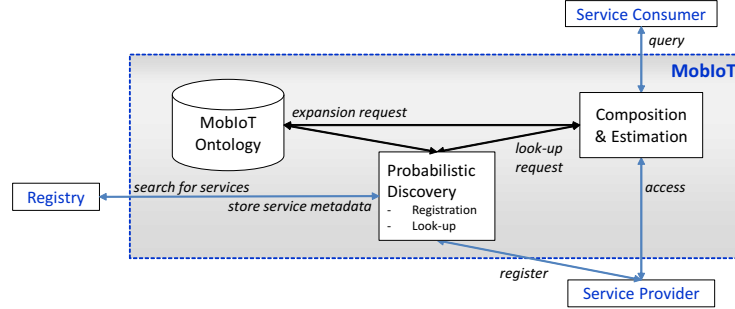 Service Consumer
query
MobIoT
expansion request
MobIoT
Ontology
Composition
& Estimation
look-up
request
Probabilistic
Discovery
- Registration
- Look-up
search for services
Registry
store service metadata
access
register
Service Provider